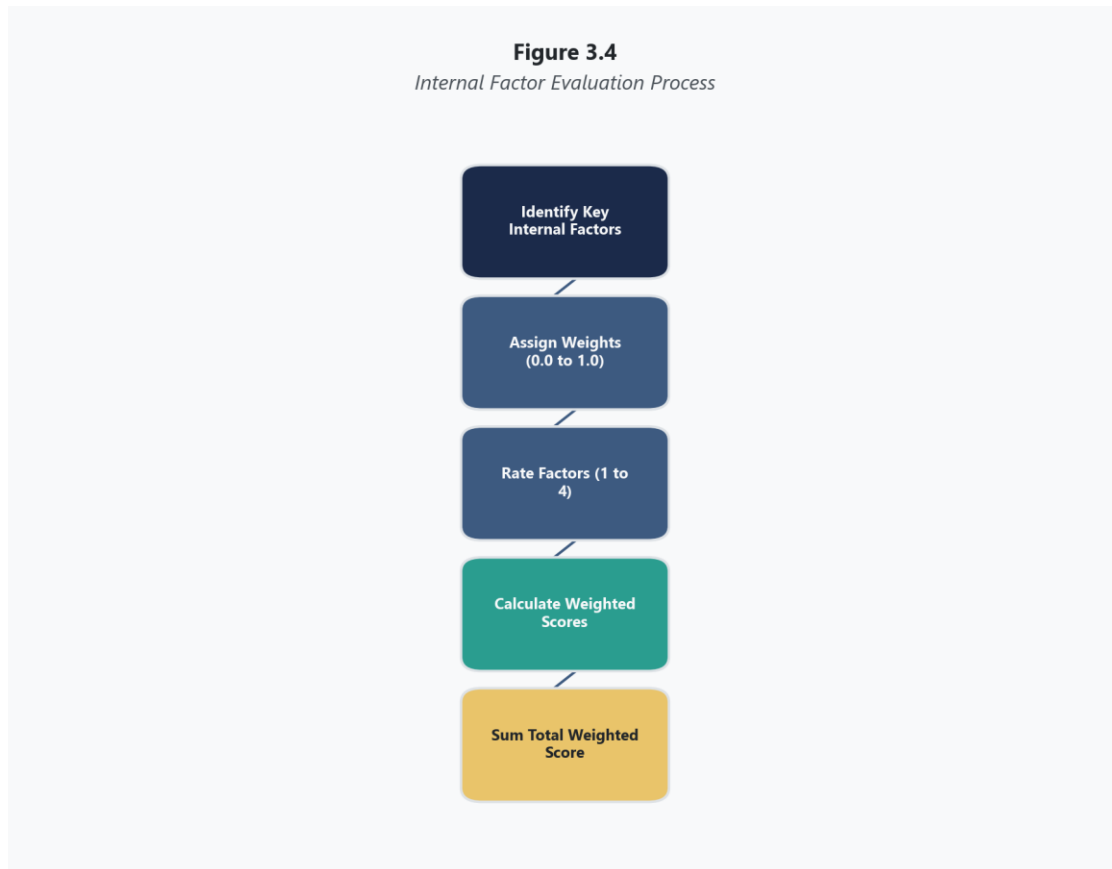 Figure 3.4
Internal Factor Evaluation Process
Identify Key
Internal Factors
Assign Weights
(0.0 to 1.0)
Rate Factors (1 to
4)
Calculate Weighted
Scores
Sum Total Weighted
Score